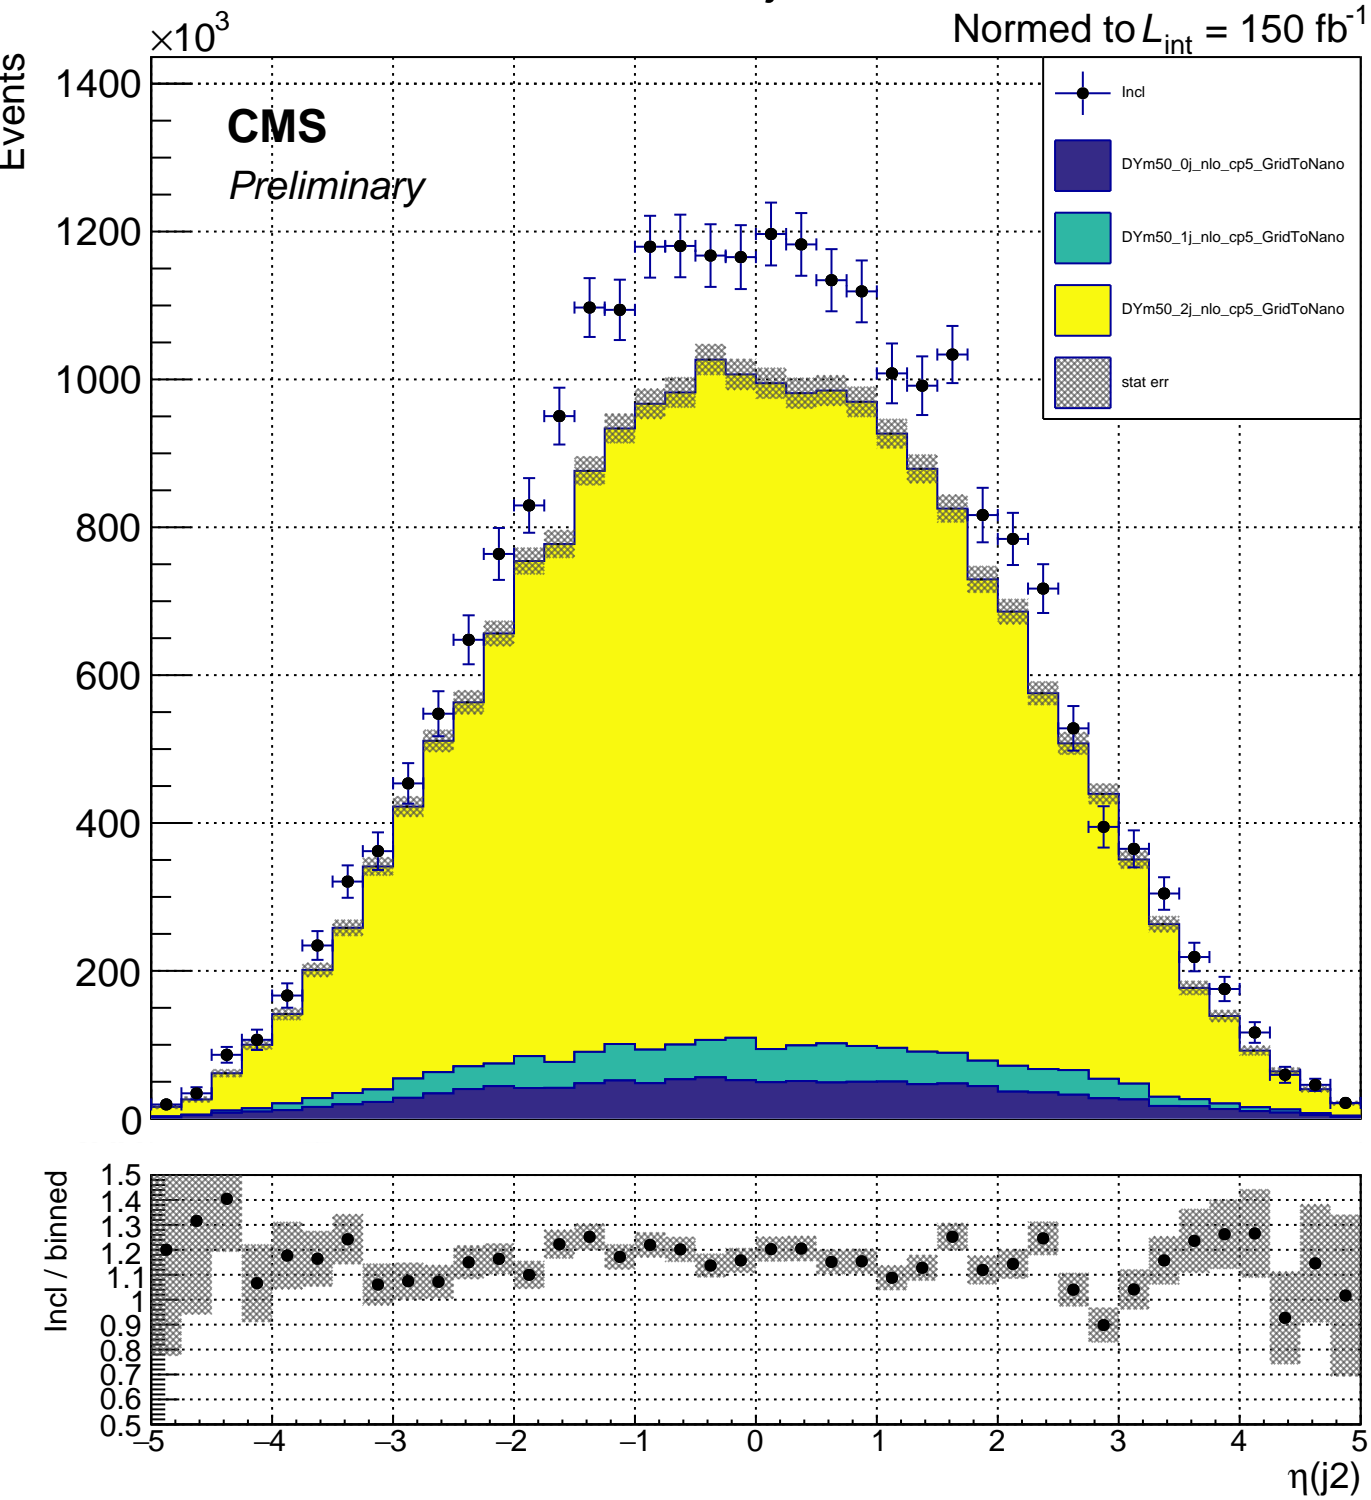 Normed to L_int = 150 fb^-1
×10^3
Events
1400
1200
1000
800
600
400
200
0
CMS
Preliminary
Incl
DYm50_0j_nlo_cp5_GridToNano
DYm50_1j_nlo_cp5_GridToNano
DYm50_2j_nlo_cp5_GridToNano
stat err
Incl / binned
1.5
1.4
1.3
1.2
1.1
1
0.9
0.8
0.7
0.6
0.5
−5 −4 −3 −2 −1 0 1 2 3 4 5
η(j2)